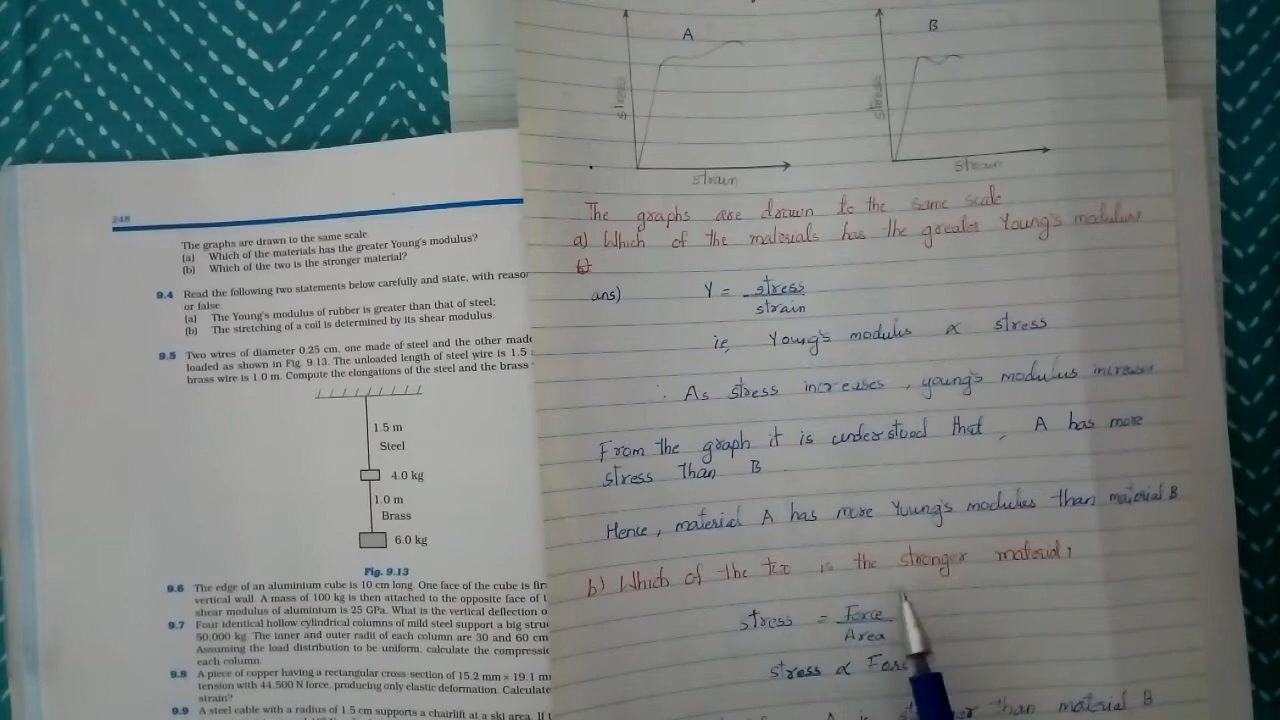 248
The graphs are drawn to the same scale
(a) Which of the materials has the greater Young's modulus?
(b) Which of the two is the stronger material?
9.4 Read the following two statements below carefully and state, with reason
or false.
(a) The Young's modulus of rubber is greater than that of steel;
(b) The stretching of a coil is determined by its shear modulus.
9.5 Two wires of diameter 0.25 cm, one made of steel and the other made
loaded as shown in Fig. 9.13. The unloaded length of steel wire is 1.5
brass wire is 1.0 m. Compute the elongations of the steel and the brass
1.5 m
Steel
4.0 kg
1.0 m
Brass
6.0 kg
Fig. 9.13
9.6 The edge of an aluminium cube is 10 cm long. One face of the cube is
vertical wall. A mass of 100 kg is then attached to the opposite face of
shear modulus of aluminium is 25 GPa. What is the vertical deflection
9.7 Four identical hollow cylindrical columns of mild steel support a big
50,000 kg. The inner and outer radii of each column are 30 and 60 cm
Assuming the load distribution to be uniform, calculate the
each column.
9.8 A piece of copper having a rectangular cross-section of 15.2 mm × 19.1
tension with 44,500 N force, producing only elastic deformation. Calculate
strain?
9.9 A steel cable with a radius of 1.5 cm supports a chairlift at a ski area. If
A
stress
strain
B
stress
strain
The graphs are drawn to the same scale
a) Which of the materials has the greater Young's modulus
b)
ans) Y = stress
strain
ie, Young's modulus ∝ stress
∴ As stress increases, young's modulus increase
From the graph it is understood that, A has more
stress than B
Hence, material A has more Young's modulus than material B
b) Which of the is the stronger material?
stress = Force
Area
stress ∝
A is than material B